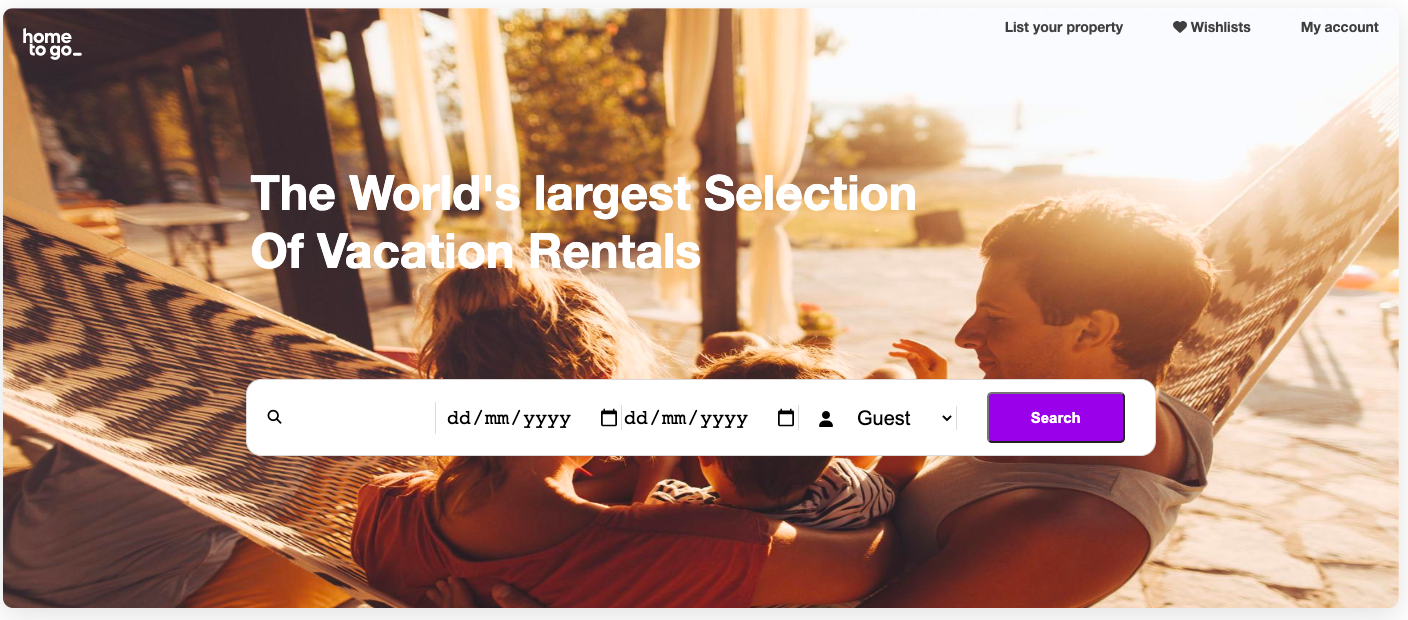 home
to go_
List your property
Wishlists
My account
The World's largest Selection
Of Vacation Rentals
dd/mm/yyyy
dd/mm/yyyy
Guest
Search